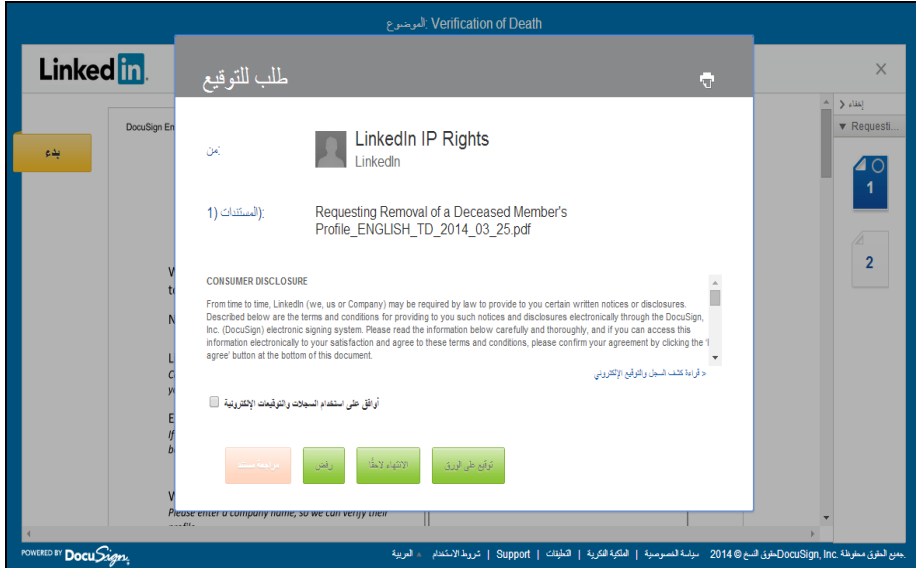 الموضوع: Verification of Death
Linked in.
طلب للتوقيع
إخفاء
Requesti...
DocuSign En
بدء
من:
LinkedIn IP Rights
LinkedIn
1
المستندات (1):
Requesting Removal of a Deceased Member's
Profile_ENGLISH_TD_2014_03_25.pdf
2
CONSUMER DISCLOSURE
From time to time, LinkedIn (we, us or Company) may be required by law to provide to you certain written notices or disclosures.
Described below are the terms and conditions for providing to you such notices and disclosures electronically through the DocuSign,
Inc. (DocuSign) electronic signing system. Please read the information below carefully and thoroughly, and if you can access this
information electronically to your satisfaction and agree to these terms and conditions, please confirm your agreement by clicking the 'I
agree' button at the bottom of this document.
« قراءة كشف السجل والتوقيع الإلكتروني
أوافق على استخدام السجلات والتوقيعات الإلكترونية
مراجعة مستند
رفض
الانتهاء لاحقًا
توقيع على الورق
Please enter a company name, so we can verify their
POWERED BY DocuSign
العربية
شروط الاستخدام | Support | التعليقات | الملكية الفكرية | سياسة الخصوصية
حقوق النسخ © 2014 DocuSign, Inc. جميع الحقوق محفوظة.